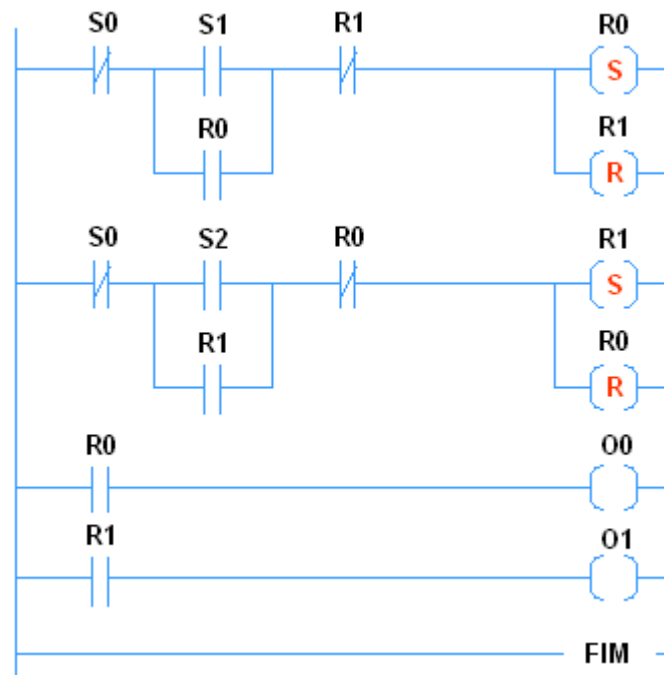 S0 S1 R1 R0
S
R0 R1
R
S0 S2 R0 R1
S
R1 R0
R
R0 O0
R1 O1
FIM